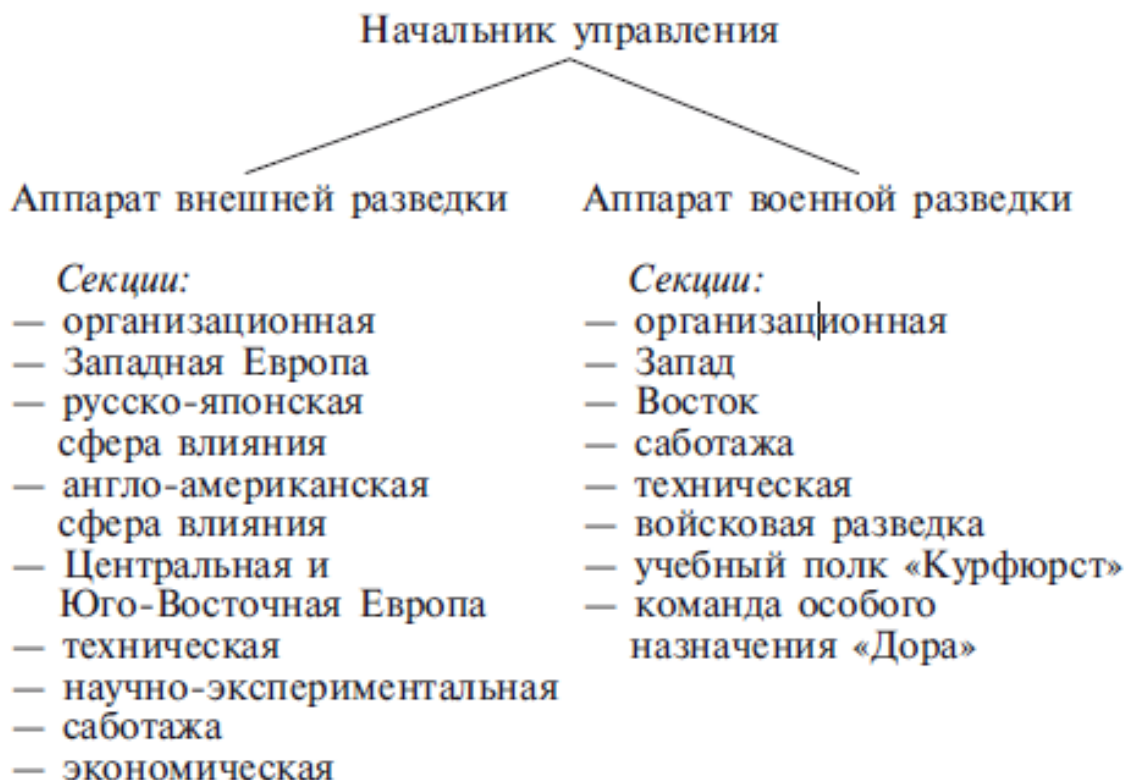 Начальник управления
Аппарат внешней разведки
Секции:
— организационная
— Западная Европа
— русско-японская
сфера влияния
— англо-американская
сфера влияния
— Центральная и
Юго-Восточная Европа
— техническая
— научно-экспериментальная
— саботажа
— экономическая
Аппарат военной разведки
Секции:
— организационная
— Запад
— Восток
— саботажа
— техническая
— войсковая разведка
— учебный полк «Курфюрст»
— команда особого
назначения «Дора»